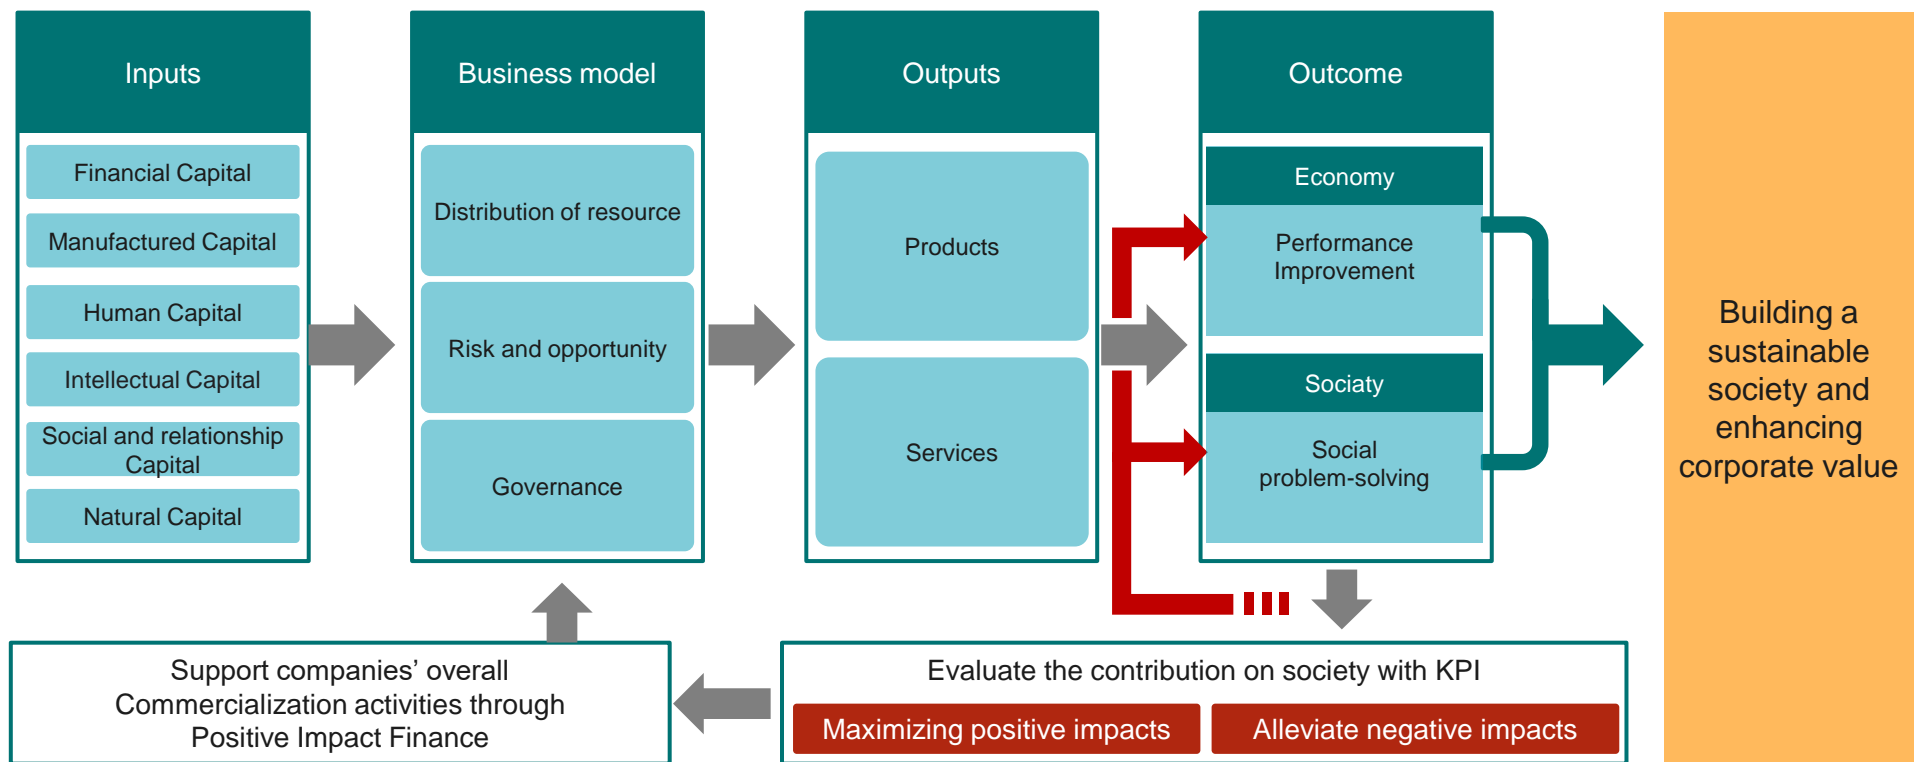 Inputs
Financial Capital
Manufactured Capital
Human Capital
Intellectual Capital
Social and relationship
Capital
Natural Capital
Business model
Distribution of resource
Risk and opportunity
Governance
Outputs
Products
Services
Outcome
Economy
Performance
Improvement
Sociaty
Social
problem-solving
Building a
sustainable
society and
enhancing
corporate value
Support companies’ overall
Commercialization activities through
Positive Impact Finance
Evaluate the contribution on society with KPI
Maximizing positive impacts
Alleviate negative impacts